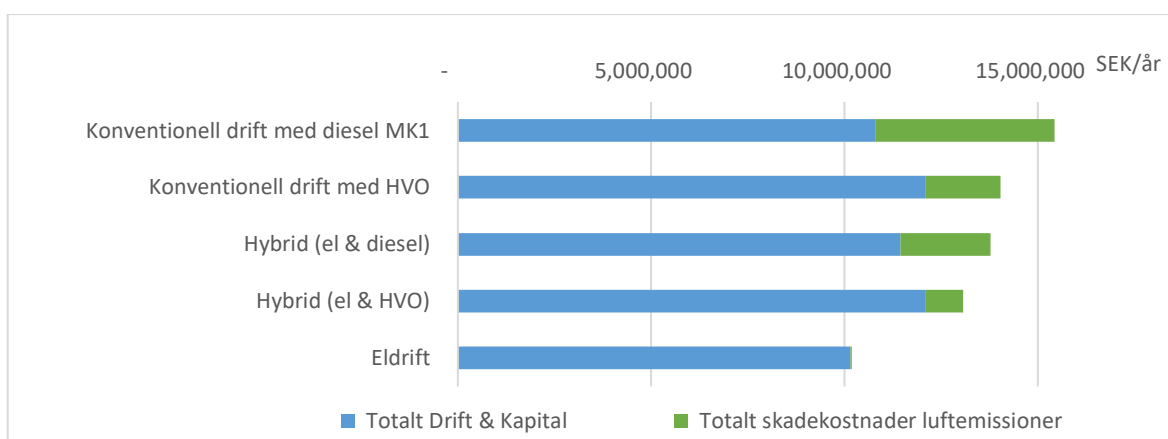 SEK/år
- 5,000,000 10,000,000 15,000,000
Konventionell drift med diesel MK1
Konventionell drift med HVO
Hybrid (el & diesel)
Hybrid (el & HVO)
Eldrift
Totalt Drift & Kapital Totalt skadekostnader luftemissioner